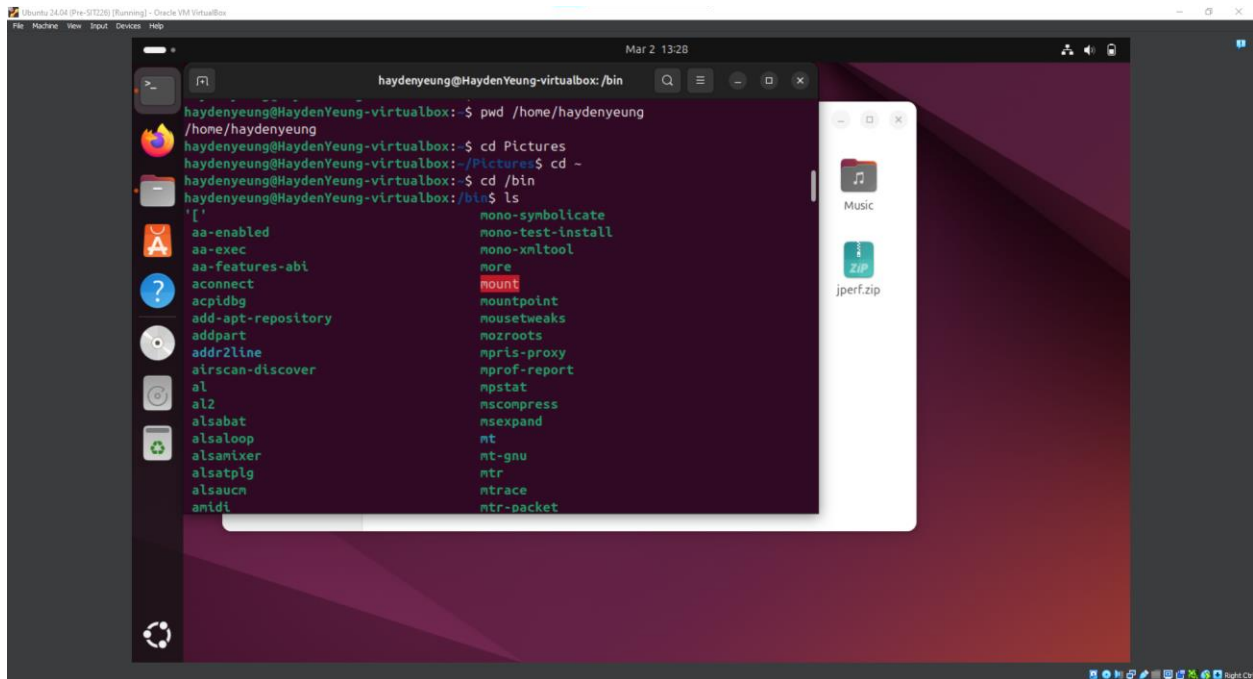 Ubuntu 24.04 (Pre-SIT226) [Running] - Oracle VM VirtualBox
File Machine View Input Devices Help
Mar 2 13:28
haydenyeung@HaydenYeung-virtualbox: /bin
haydenyeung@HaydenYeung-virtualbox:~$ pwd /home/haydenyeung
/home/haydenyeung
haydenyeung@HaydenYeung-virtualbox:~$ cd Pictures
haydenyeung@HaydenYeung-virtualbox:~/Pictures$ cd ~
haydenyeung@HaydenYeung-virtualbox:~$ cd /bin
haydenyeung@HaydenYeung-virtualbox:/bin$ ls
'[' mono-symbolicate
aa-enabled mono-test-install
aa-exec mono-xmltool
aa-features-abi more
aconnect mount
acpidbg mountpoint
add-apt-repository mousetweaks
addpart mozroots
addr2line mpris-proxy
airscan-discover mprof-report
al mpstat
al2 mscompress
alsabat msexpand
alsaloop mt
alsamixer mt-gnu
alsatplg mtr
alsaucm mtrace
amidi mtr-packet
Music
ZIP
jperf.zip
Right Ctrl